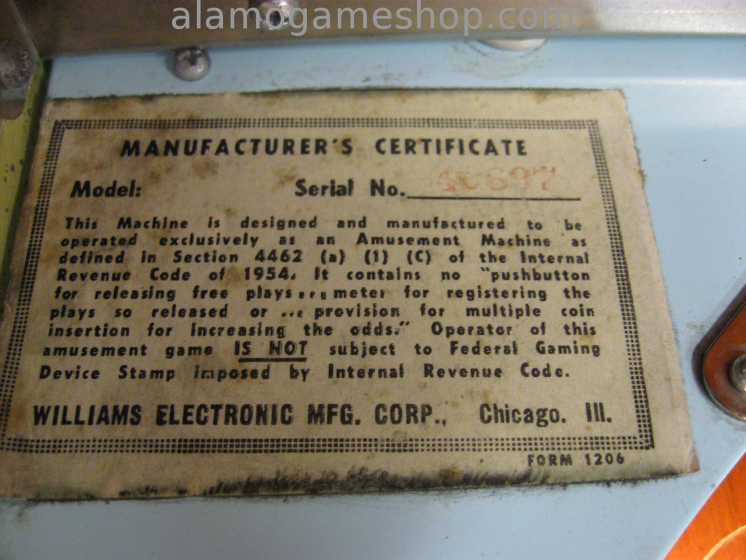 alamogameshop.com
MANUFACTURER'S CERTIFICATE
Model: Serial No.
This Machine is designed and manufactured to be
operated exclusively as an Amusement Machine as
defined in Section 4462 (a) (1) (C) of the Internal
Revenue Code of 1954. It contains no "pushbutton
for releasing free plays ... meter for registering the
plays so released or ... provision for multiple coin
insertion for increasing the odds." Operator of this
amusement game IS NOT subject to Federal Gaming
Device Stamp imposed by Internal Revenue Code.
WILLIAMS ELECTRONIC MFG. CORP., Chicago. Ill.
FORM 1206